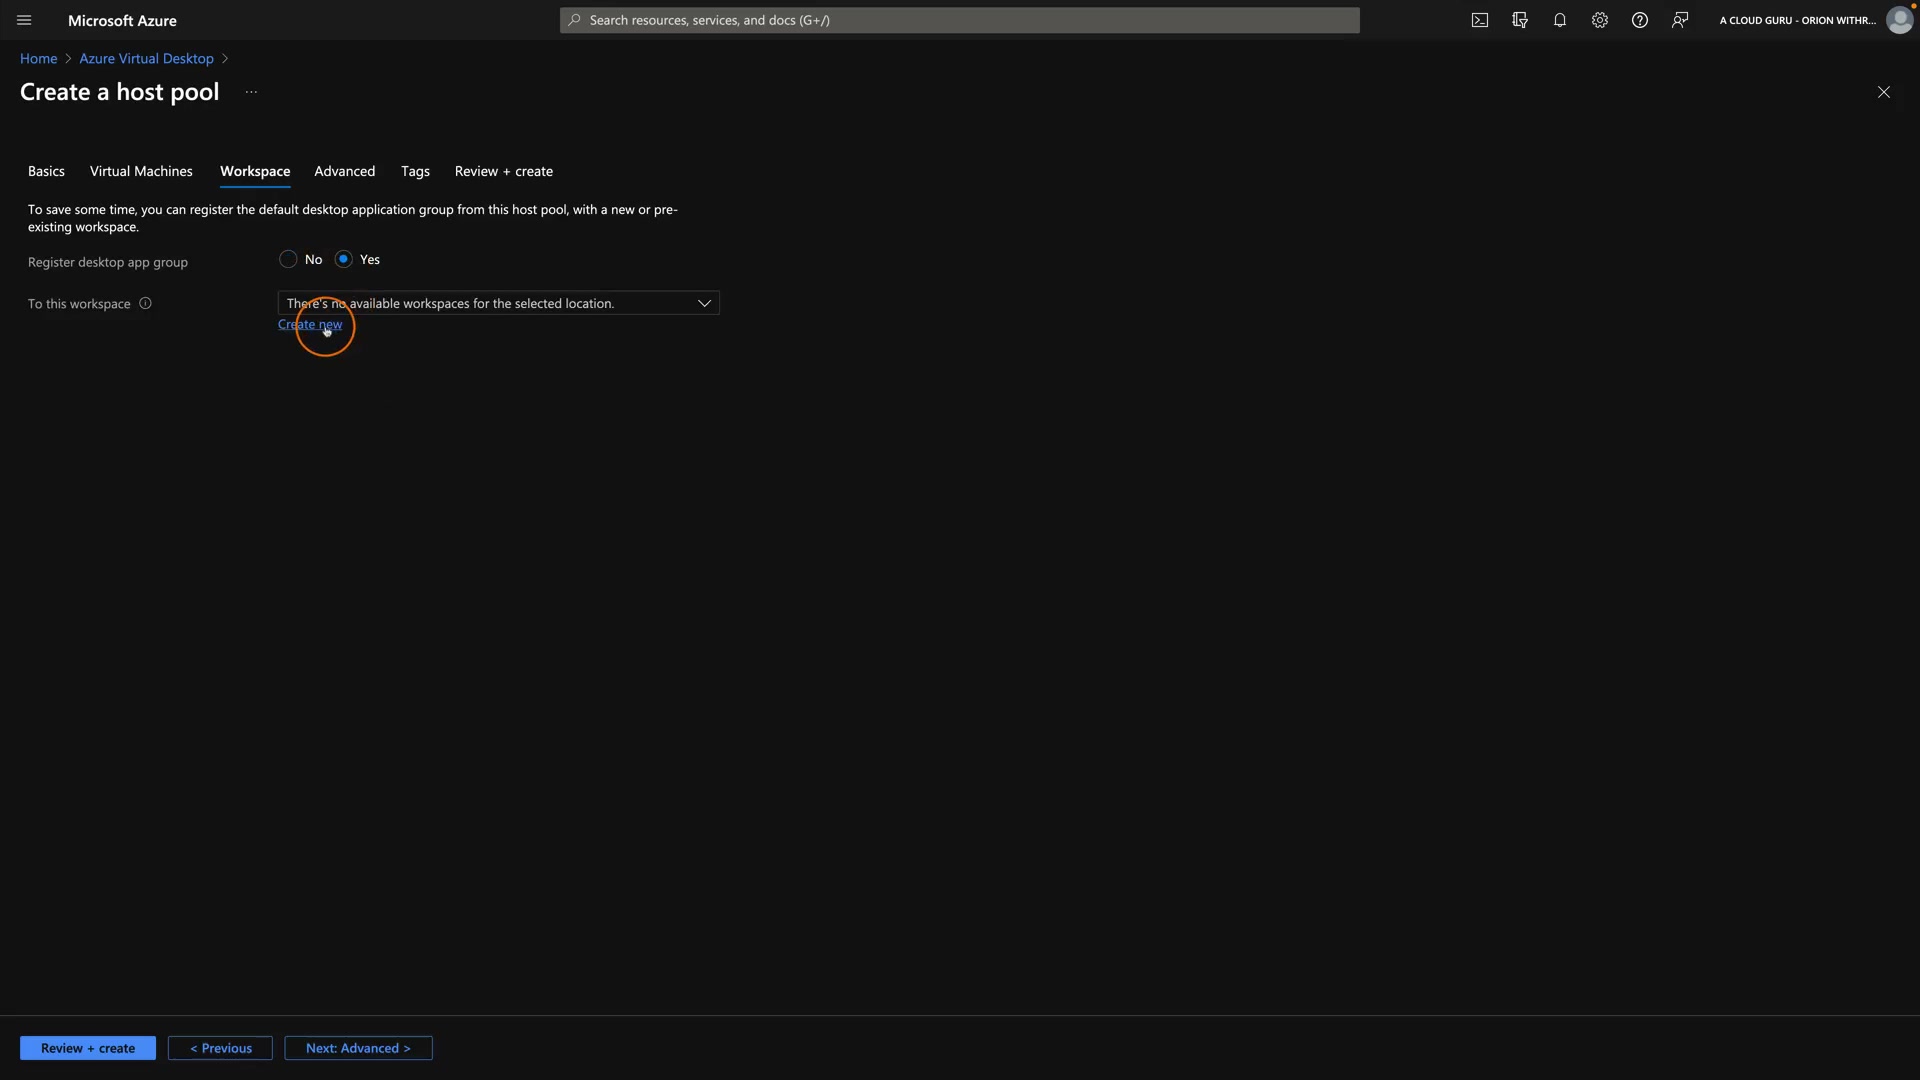 Microsoft Azure
Search resources, services, and docs (G+/)
A CLOUD GURU - ORION WITHR...
Home > Azure Virtual Desktop >
Create a host pool ...
Basics Virtual Machines Workspace Advanced Tags Review + create
To save some time, you can register the default desktop application group from this host pool, with a new or pre-
existing workspace.
Register desktop app group No Yes
To this workspace There's no available workspaces for the selected location.
Create new
Review + create < Previous Next: Advanced >